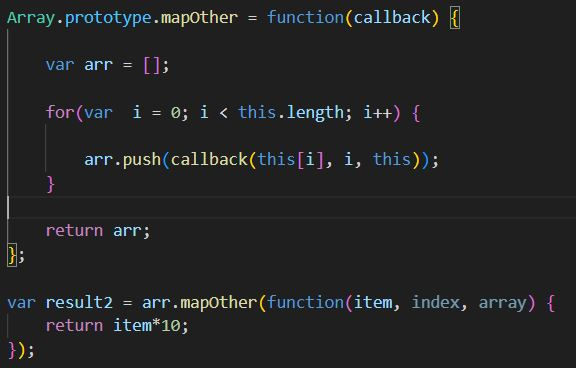 Array.prototype.mapOther = function(callback) {
var arr = [];
for(var  i = 0; i < this.length; i++) {
arr.push(callback(this[i], i, this));
}
return arr;
};
var result2 = arr.mapOther(function(item, index, array) {
return item*10;
});